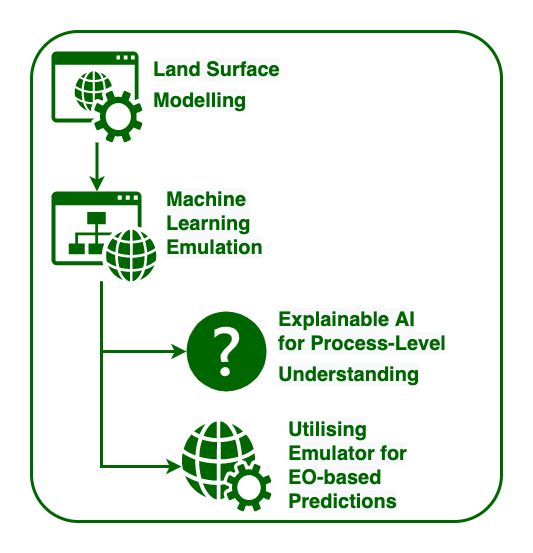 Land Surface
Modelling
Machine
Learning
Emulation
?
Explainable AI
for Process-Level
Understanding
Utilising
Emulator for
EO-based
Predictions